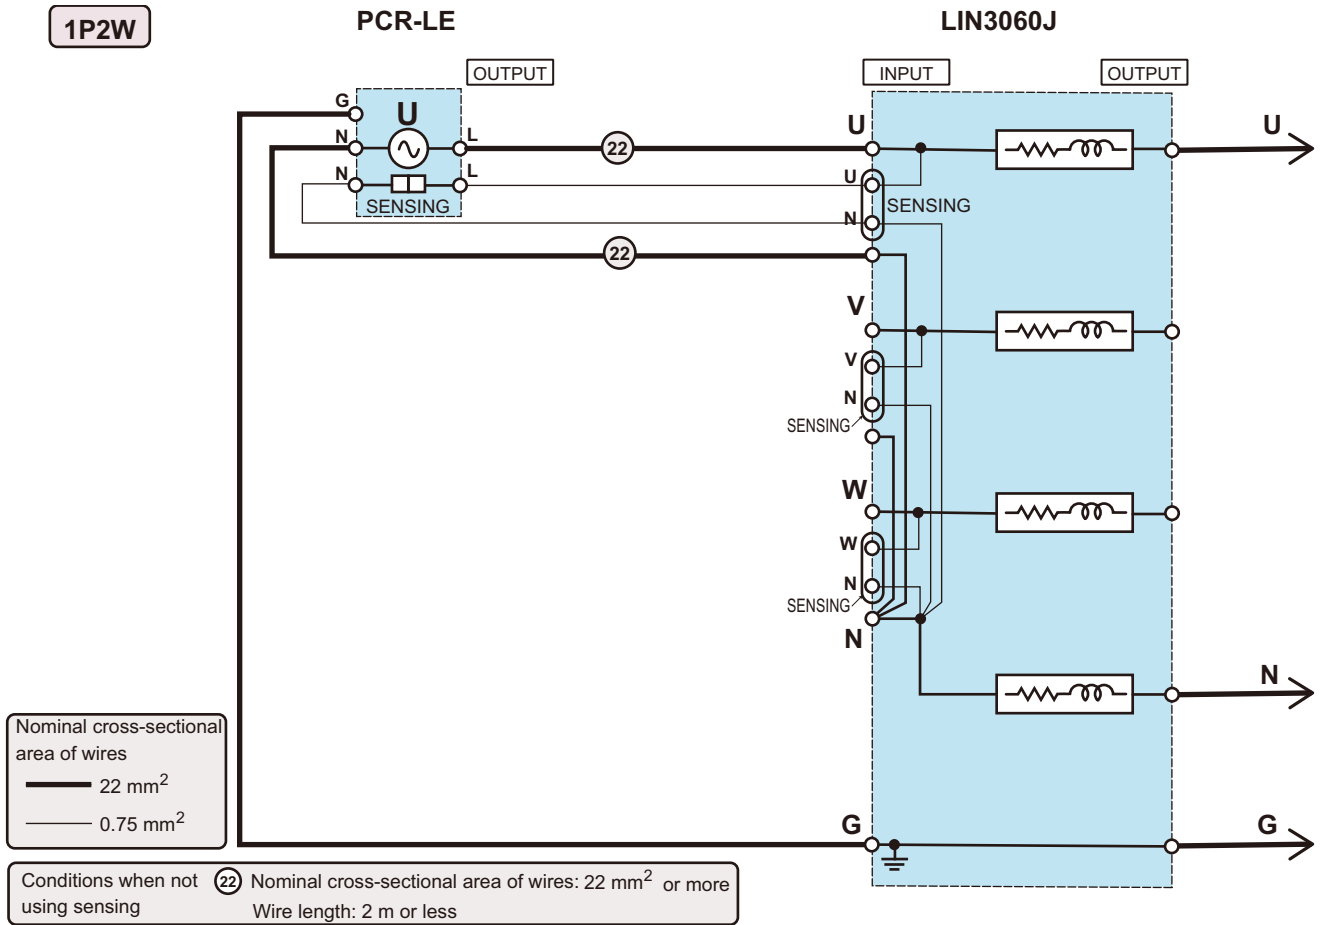 1P2W
PCR-LE
LIN3060J
OUTPUT
INPUT
OUTPUT
G
U
N
L
22
U
U
N
L
U
SENSING
SENSING
N
22
V
V
N
SENSING
W
W
N
SENSING
N
N
Nominal cross-sectional
area of wires
22 mm2
0.75 mm2
G
G
Conditions when not
using sensing
22 Nominal cross-sectional area of wires: 22 mm2 or more
Wire length: 2 m or less